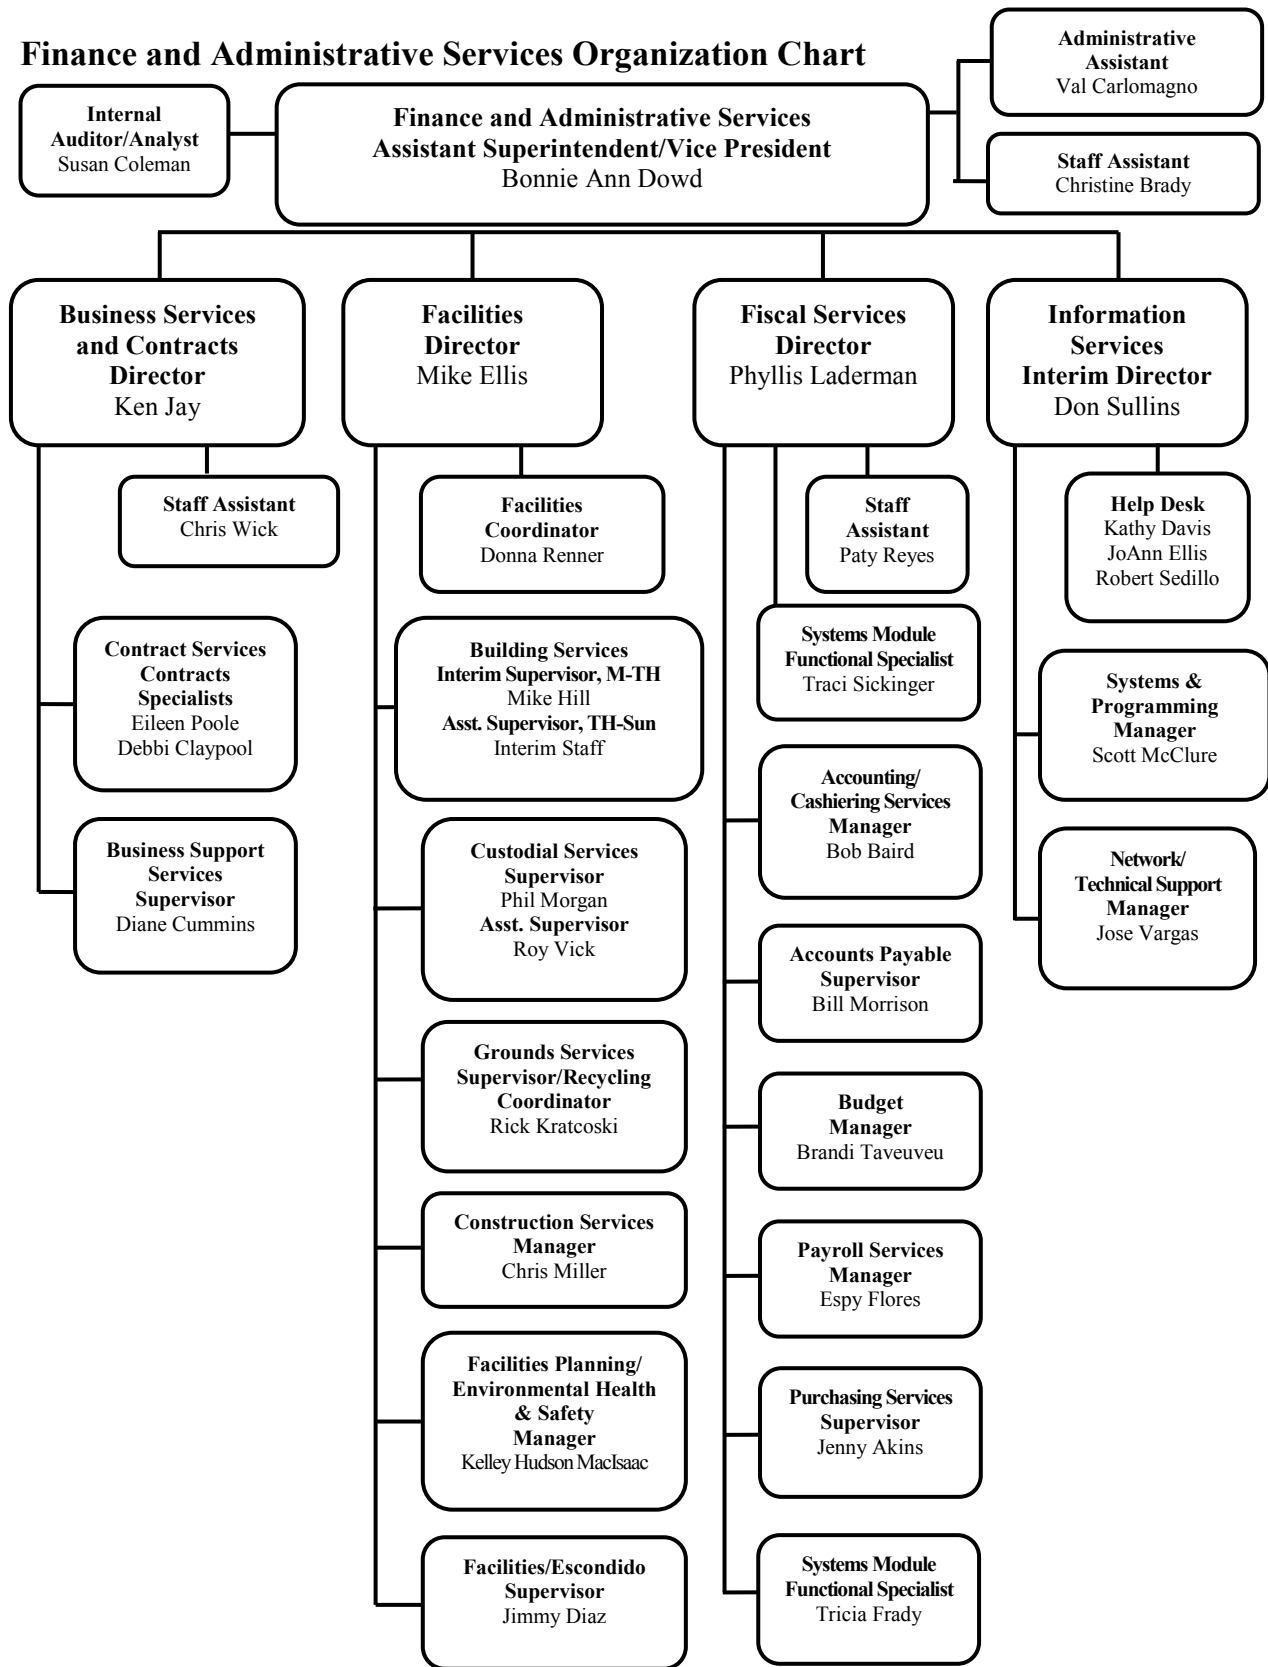 Finance and Administrative Services Organization Chart
Administrative
Assistant
Val Carlomagno
Internal
Auditor/Analyst
Susan Coleman
Finance and Administrative Services
Assistant Superintendent/Vice President
Bonnie Ann Dowd
Staff Assistant
Christine Brady
Business Services
and Contracts
Director
Ken Jay
Facilities
Director
Mike Ellis
Fiscal Services
Director
Phyllis Laderman
Information
Services
Interim Director
Don Sullins
Staff Assistant
Chris Wick
Contract Services
Contracts
Specialists
Eileen Poole
Debbi Claypool
Business Support
Services
Supervisor
Diane Cummins
Facilities
Coordinator
Donna Renner
Building Services
Interim Supervisor, M-TH
Mike Hill
Asst. Supervisor, TH-Sun
Interim Staff
Custodial Services
Supervisor
Phil Morgan
Asst. Supervisor
Roy Vick
Grounds Services
Supervisor/Recycling
Coordinator
Rick Kratcoski
Construction Services
Manager
Chris Miller
Facilities Planning/
Environmental Health
& Safety
Manager
Kelley Hudson MacIsaac
Facilities/Escondido
Supervisor
Jimmy Diaz
Staff
Assistant
Paty Reyes
Systems Module
Functional Specialist
Traci Sickinger
Accounting/
Cashiering Services
Manager
Bob Baird
Accounts Payable
Supervisor
Bill Morrison
Budget
Manager
Brandi Taveuveu
Payroll Services
Manager
Espy Flores
Purchasing Services
Supervisor
Jenny Akins
Systems Module
Functional Specialist
Tricia Frady
Help Desk
Kathy Davis
JoAnn Ellis
Robert Sedillo
Systems &
Programming
Manager
Scott McClure
Network/
Technical Support
Manager
Jose Vargas